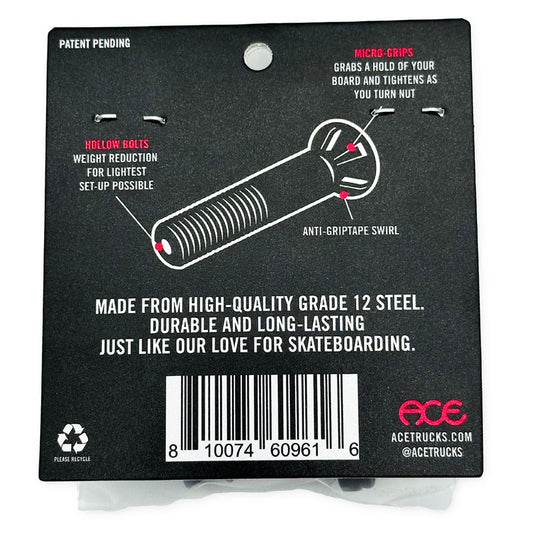 PATENT PENDING
MICRO-GRIPS
GRABS A HOLD OF YOUR
BOARD AND TIGHTENS AS
YOU TURN NUT
HOLLOW BOLTS
WEIGHT REDUCTION
FOR LIGHTEST
SET-UP POSSIBLE
ANTI-GRIPTAPE SWIRL
MADE FROM HIGH-QUALITY GRADE 12 STEEL.
DURABLE AND LONG-LASTING
JUST LIKE OUR LOVE FOR SKATEBOARDING.
8 10074 60961 6
PLEASE RECYCLE
ACE
ACETRUCKS.COM
@ACETRUCKS